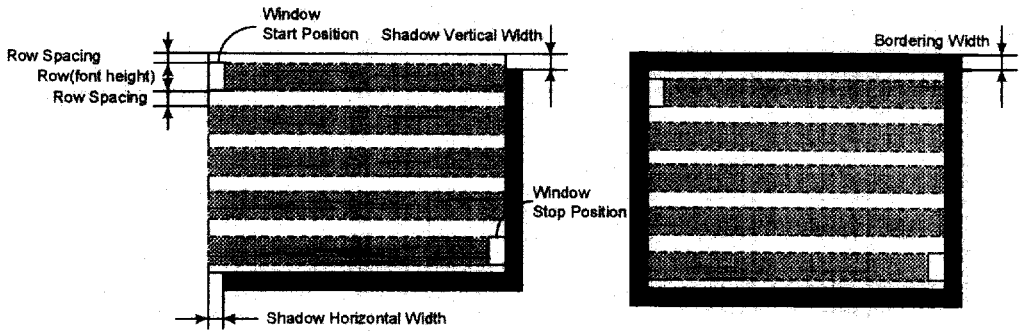 Window
Start Position
Shadow Vertical Width
Bordering Width
Row Spacing
Row(font height)
Row Spacing
Window
Stop Position
Shadow Horizontal Width